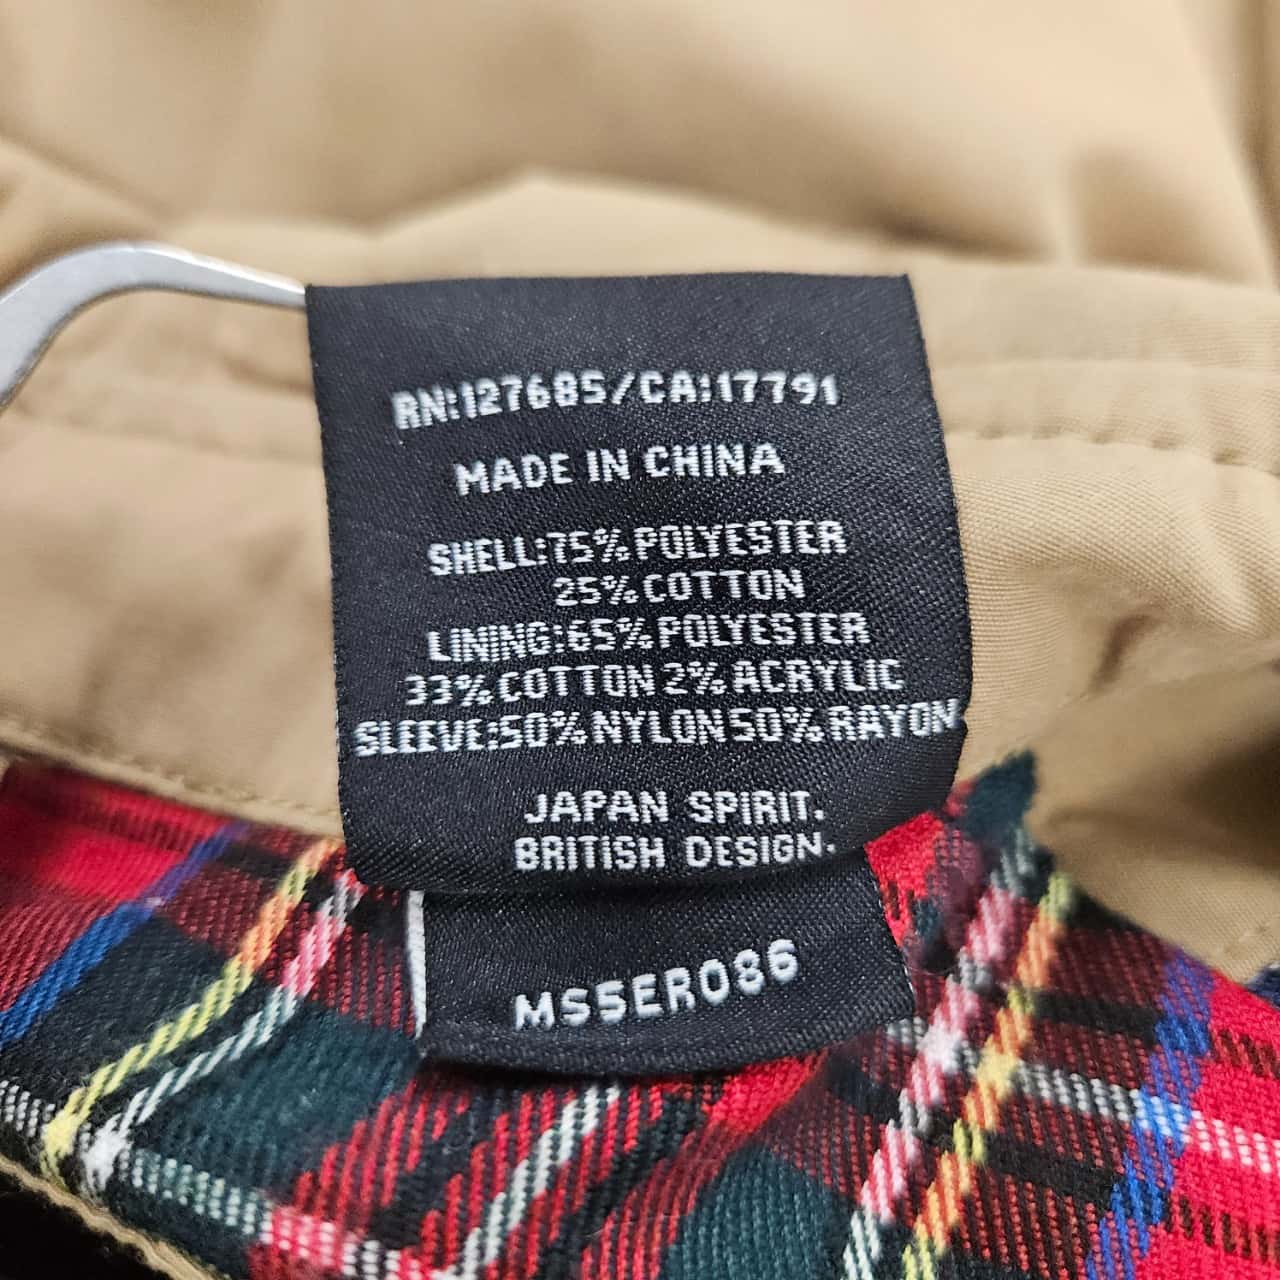 RN:127685/CA:17791
MADE IN CHINA
SHELL:75% POLYESTER
25% COTTON
LINING:65% POLYESTER
33% COTTON 2% ACRYLIC
SLEEVE:50% NYLON 50% RAYON
JAPAN SPIRIT.
BRITISH DESIGN.
MS5ER086